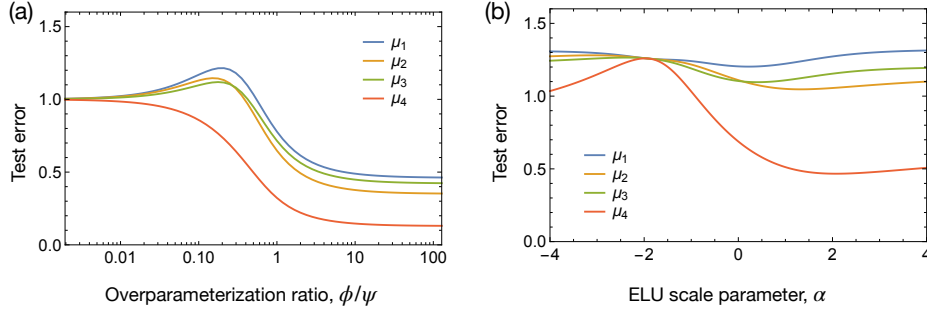 (a)
1.5
1.0
0.5
0.0
Test error
μ1
μ2
μ3
μ4
0.01
0.10
1
10
100
Overparameterization ratio, ϕ/ψ
(b)
1.5
1.0
0.5
0.0
Test error
μ1
μ2
μ3
μ4
−4
−2
0
2
4
ELU scale parameter, α